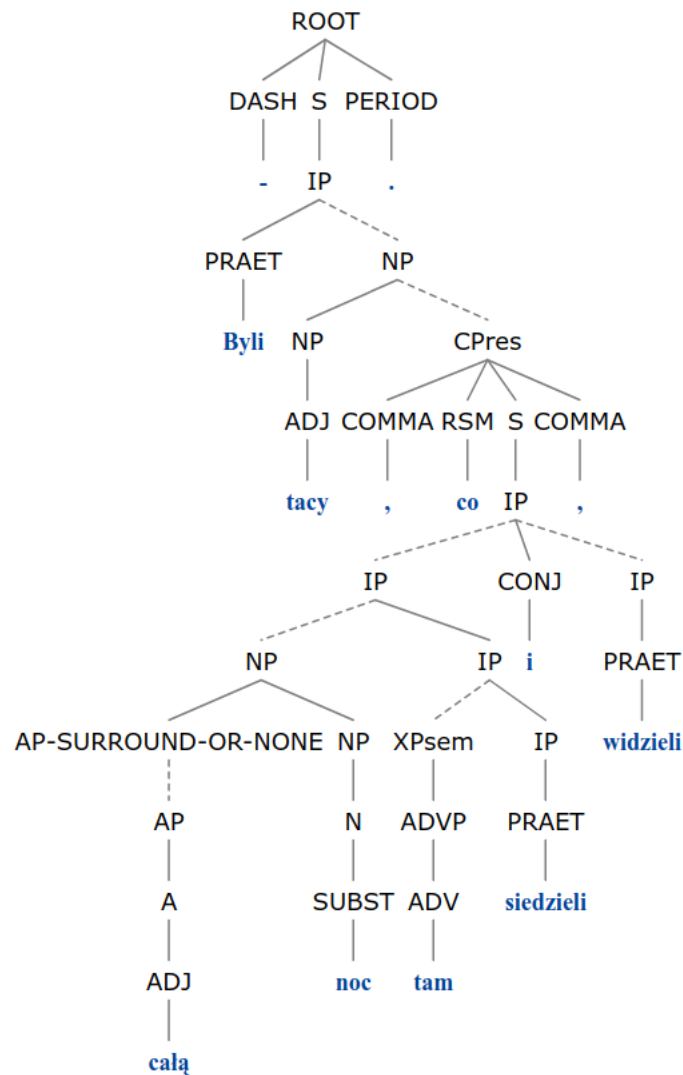 ROOT
DASH S PERIOD
- IP .
PRAET NP
Byli NP CPres
ADJ COMMA RSM S COMMA
tacy , co IP ,
IP CONJ IP
NP IP i PRAET
AP-SURROUND-OR-NONE NP XPsem IP widzieli
AP N ADVP PRAET
A SUBST ADV siedzieli
ADJ noc tam
całą